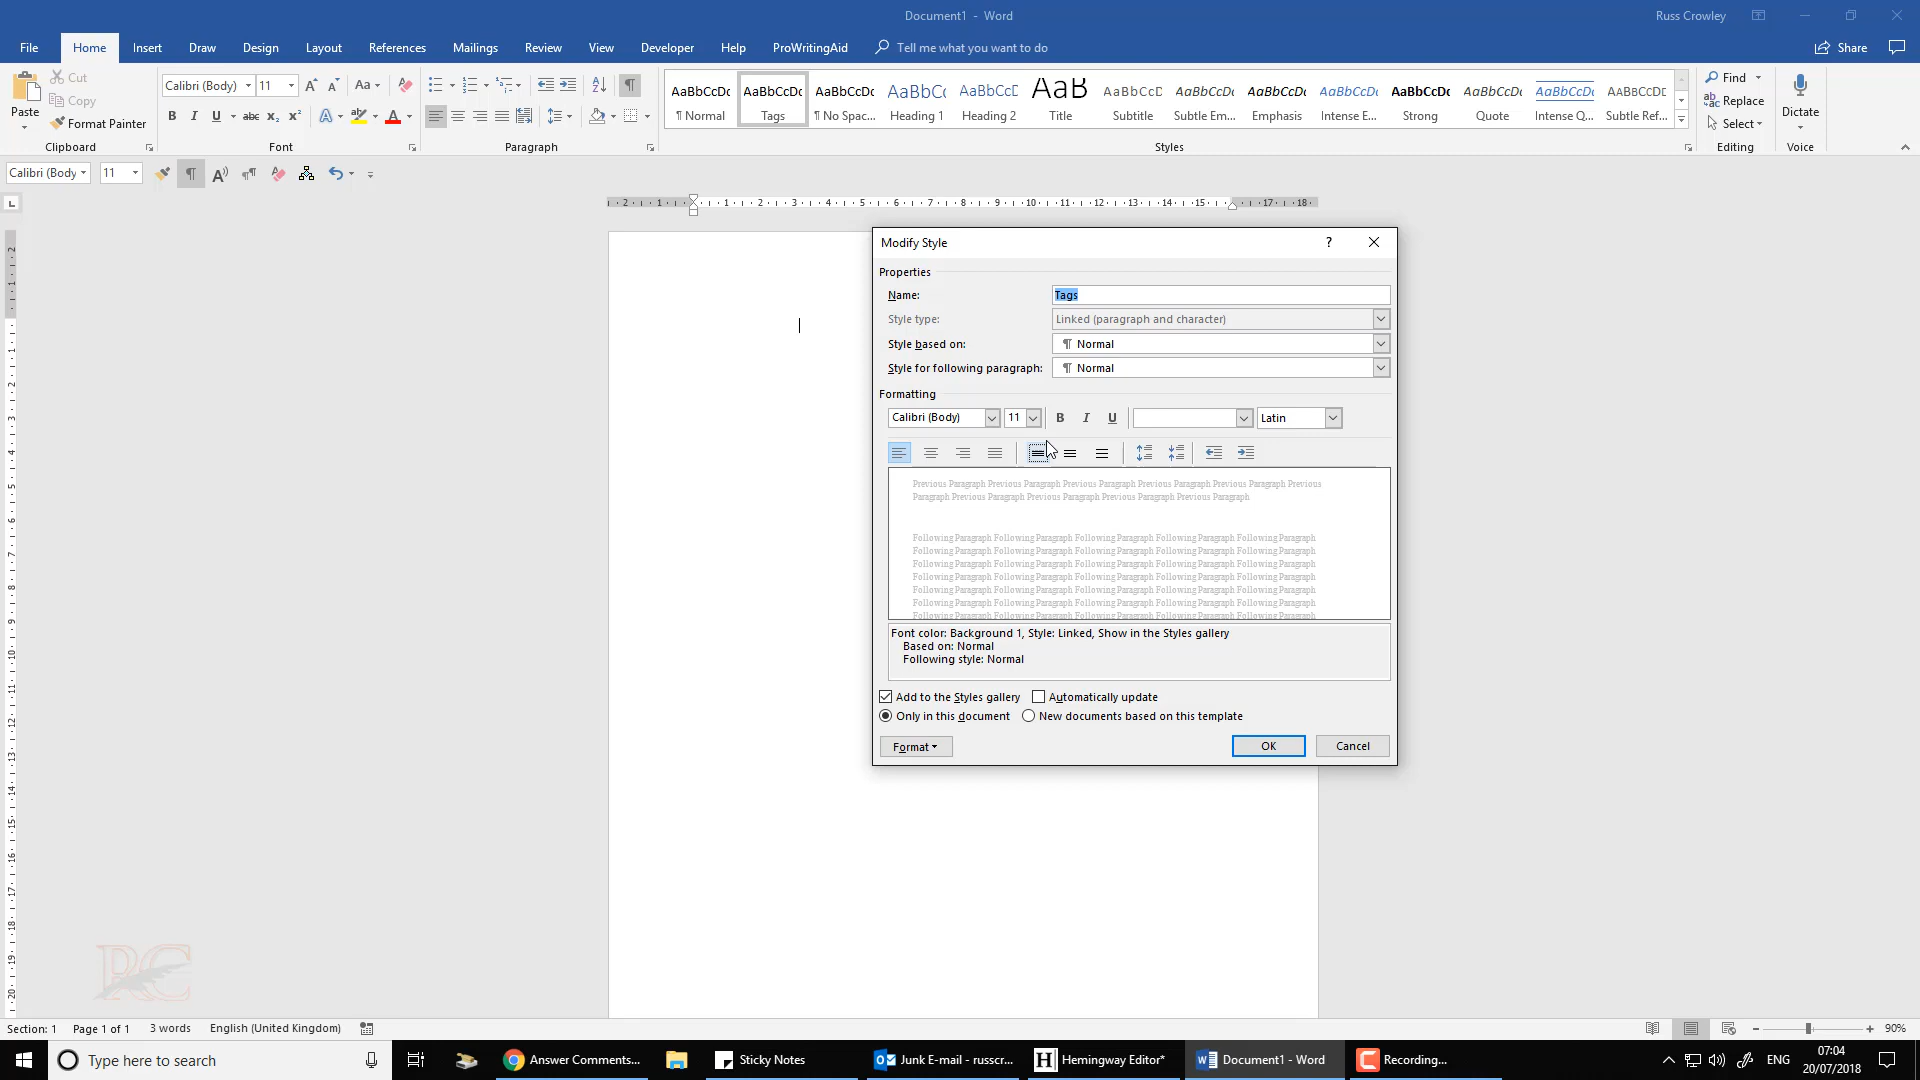 Document1 - Word
Russ Crowley
File Home Insert Draw Design Layout References Mailings Review View Developer Help ProWritingAid Tell me what you want to do Share
Paste
Cut
Copy
Format Painter
Clipboard
Calibri (Body) 11
Font
Paragraph
AaBbCcDc AaBbCcDc AaBbCcDc AaBbCc AaBbCcD AaB AaBbCcD AaBbCcDc AaBbCcDc AaBbCcDc AaBbCcDc AaBbCcDc AaBbCcDc AABBCCDC
¶ Normal Tags ¶ No Spac... Heading 1 Heading 2 Title Subtitle Subtle Em... Emphasis Intense E... Strong Quote Intense Q... Subtle Ref...
Styles
Find
Replace
Select
Editing
Dictate
Voice
Calibri (Body 11
Modify Style
Properties
Name: Tags
Style type: Linked (paragraph and character)
Style based on: ¶ Normal
Style for following paragraph: ¶ Normal
Formatting
Calibri (Body) 11 B I U Latin
Previous Paragraph Previous Paragraph Previous Paragraph Previous Paragraph Previous Paragraph Previous
Paragraph Previous Paragraph Previous Paragraph Previous Paragraph Previous Paragraph
Following Paragraph Following Paragraph Following Paragraph Following Paragraph Following Paragraph
Following Paragraph Following Paragraph Following Paragraph Following Paragraph Following Paragraph
Following Paragraph Following Paragraph Following Paragraph Following Paragraph Following Paragraph
Following Paragraph Following Paragraph Following Paragraph Following Paragraph Following Paragraph
Following Paragraph Following Paragraph Following Paragraph Following Paragraph Following Paragraph
Following Paragraph Following Paragraph Following Paragraph Following Paragraph Following Paragraph
Following Paragraph Following Paragraph Following Paragraph Following Paragraph Following Paragraph
Font color: Background 1, Style: Linked, Show in the Styles gallery
Based on: Normal
Following style: Normal
Add to the Styles gallery Automatically update
Only in this document New documents based on this template
Format OK Cancel
RC
Section: 1 Page 1 of 1 3 words English (United Kingdom) 90%
Type here to search Answer Comments... Sticky Notes Junk E-mail - russcr... Hemingway Editor* Document1 - Word Recording... ENG
07:04
20/07/2018